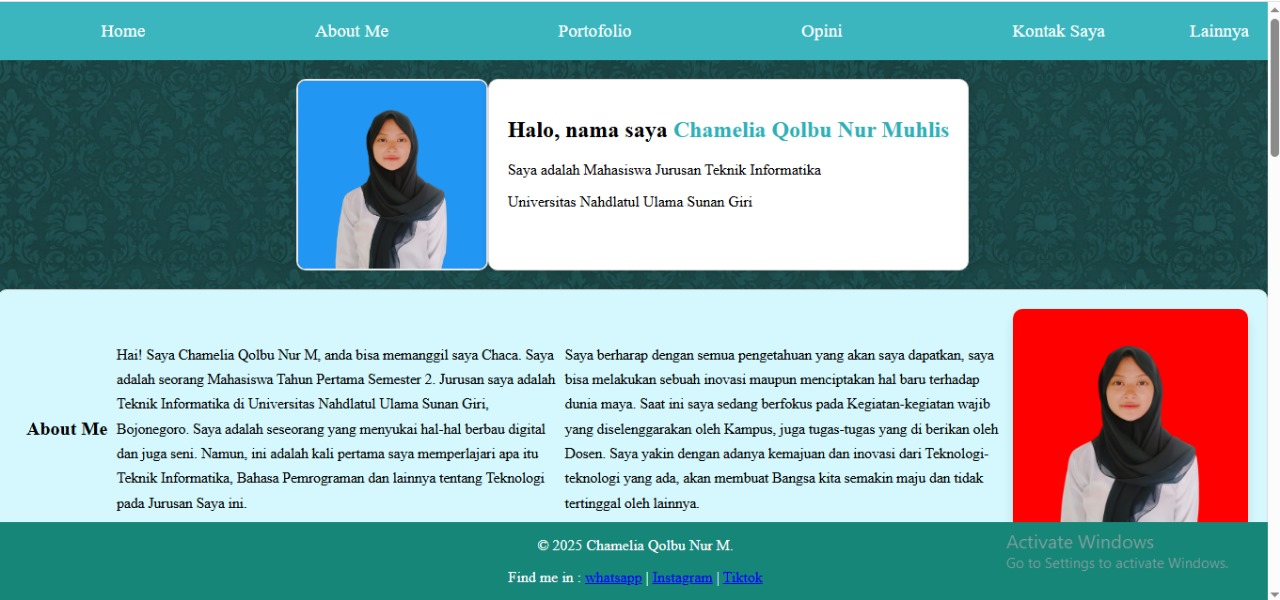 Home About Me Portofolio Opini Kontak Saya Lainnya
Halo, nama saya Chamelia Qolbu Nur Muhlis
Saya adalah Mahasiswa Jurusan Teknik Informatika
Universitas Nahdlatul Ulama Sunan Giri
About Me
Hai! Saya Chamelia Qolbu Nur M, anda bisa memanggil saya Chaca. Saya
adalah seorang Mahasiswa Tahun Pertama Semester 2. Jurusan saya adalah
Teknik Informatika di Universitas Nahdlatul Ulama Sunan Giri,
Bojonegoro. Saya adalah seseorang yang menyukai hal-hal berbau digital
dan juga seni. Namun, ini adalah kali pertama saya memperlajari apa itu
Teknik Informatika, Bahasa Pemrograman dan lainnya tentang Teknologi
pada Jurusan Saya ini.
Saya berharap dengan semua pengetahuan yang akan saya dapatkan, saya
bisa melakukan sebuah inovasi maupun menciptakan hal baru terhadap
dunia maya. Saat ini saya sedang berfokus pada Kegiatan-kegiatan wajib
yang diselenggarakan oleh Kampus, juga tugas-tugas yang di berikan oleh
Dosen. Saya yakin dengan adanya kemajuan dan inovasi dari Teknologi-
teknologi yang ada, akan membuat Bangsa kita semakin maju dan tidak
tertinggal oleh lainnya.
© 2025 Chamelia Qolbu Nur M.
Find me in : whatsapp | Instagram | Tiktok
Activate Windows
Go to Settings to activate Windows.